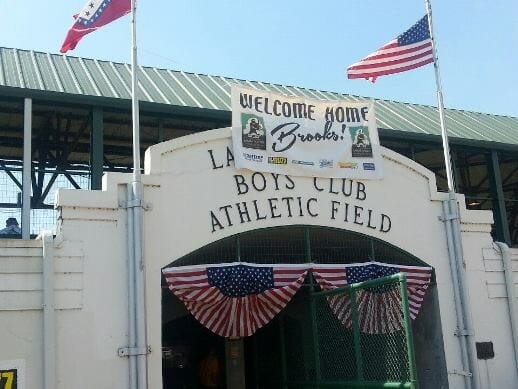 WELCOME HOME
Brooks!
LA
BOYS' CLUB
ATHLETIC FIELD